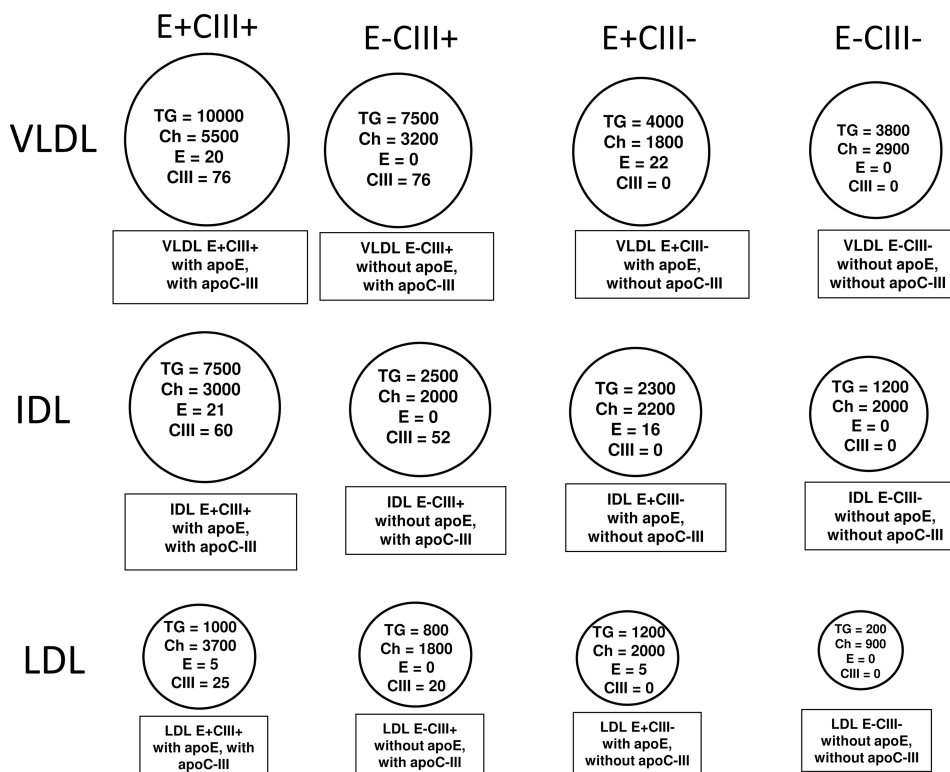 E+CIII+
E-CIII+
E+CIII-
E-CIII-
VLDL
TG = 10000
Ch = 5500
E = 20
CIII = 76
TG = 7500
Ch = 3200
E = 0
CIII = 76
TG = 4000
Ch = 1800
E = 22
CIII = 0
TG = 3800
Ch = 2900
E = 0
CIII = 0
VLDL E+CIII+
with apoE,
with apoC-III
VLDL E-CIII+
without apoE,
with apoC-III
VLDL E+CIII-
with apoE,
without apoC-III
VLDL E-CIII-
without apoE,
without apoC-III
IDL
TG = 7500
Ch = 3000
E = 21
CIII = 60
TG = 2500
Ch = 2000
E = 0
CIII = 52
TG = 2300
Ch = 2200
E = 16
CIII = 0
TG = 1200
Ch = 2000
E = 0
CIII = 0
IDL E+CIII+
with apoE,
with apoC-III
IDL E-CIII+
without apoE,
with apoC-III
IDL E+CIII-
with apoE,
without apoC-III
IDL E-CIII-
without apoE,
without apoC-III
LDL
TG = 1000
Ch = 3700
E = 5
CIII = 25
TG = 800
Ch = 1800
E = 0
CIII = 20
TG = 1200
Ch = 2000
E = 5
CIII = 0
TG = 200
Ch = 900
E = 0
CIII = 0
LDL E+CIII+
with apoE, with
apoC-III
LDL E-CIII+
without apoE,
with apoC-III
LDL E+CIII-
with apoE,
without apoC-III
LDL E-CIII-
without apoE,
without apoC-III